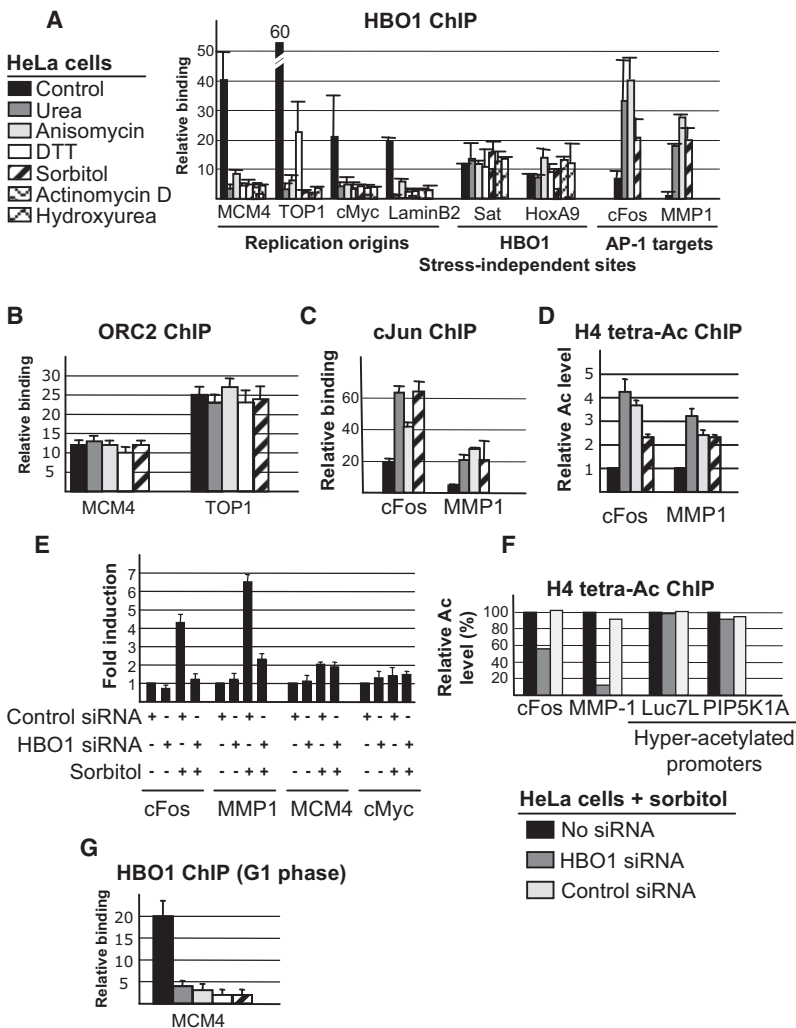 A
HBO1 ChIP
HeLa cells
Control
Urea
Anisomycin
DTT
Sorbitol
Actinomycin D
Hydroxyurea
Relative binding
60
50
40
30
20
10
MCM4 TOP1 cMyc LaminB2 Sat HoxA9 cFos MMP1
Replication origins HBO1 AP-1 targets
Stress-independent sites
B
ORC2 ChIP
Relative binding
30
25
20
15
10
5
MCM4 TOP1
C
cJun ChIP
Relative binding
60
40
20
cFos MMP1
D
H4 tetra-Ac ChIP
Relative Ac level
5
4
3
2
1
cFos MMP1
E
Fold induction
7
6
5
4
3
2
1
Control siRNA + - + - + - + - + - + - + - + -
HBO1 siRNA - + - + - + - + - + - + - + - +
Sorbitol - - + + - - + + - - + + - - + +
cFos MMP1 MCM4 cMyc
F
H4 tetra-Ac ChIP
Relative Ac
level (%)
100
80
60
40
20
cFos MMP-1 Luc7L PIP5K1A
Hyper-acetylated
promoters
HeLa cells + sorbitol
No siRNA
HBO1 siRNA
Control siRNA
G
HBO1 ChIP (G1 phase)
Relative binding
20
15
10
5
MCM4